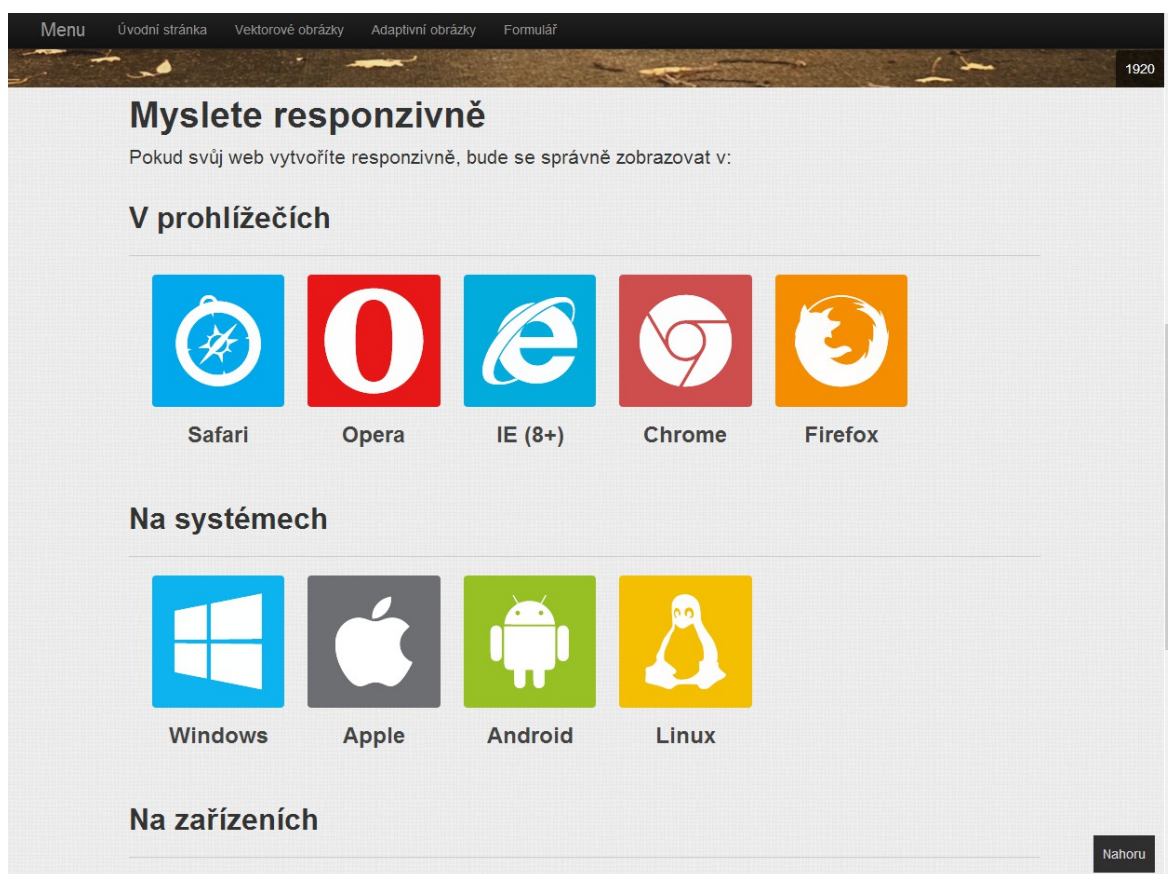 Menu Úvodní stránka Vektorové obrázky Adaptivní obrázky Formulář
1920
Myslete responzivně
Pokud svůj web vytvoříte responzivně, bude se správně zobrazovat v:
V prohlížečích
Safari Opera IE (8+) Chrome Firefox
Na systémech
Windows Apple Android Linux
Na zařízeních
Nahoru